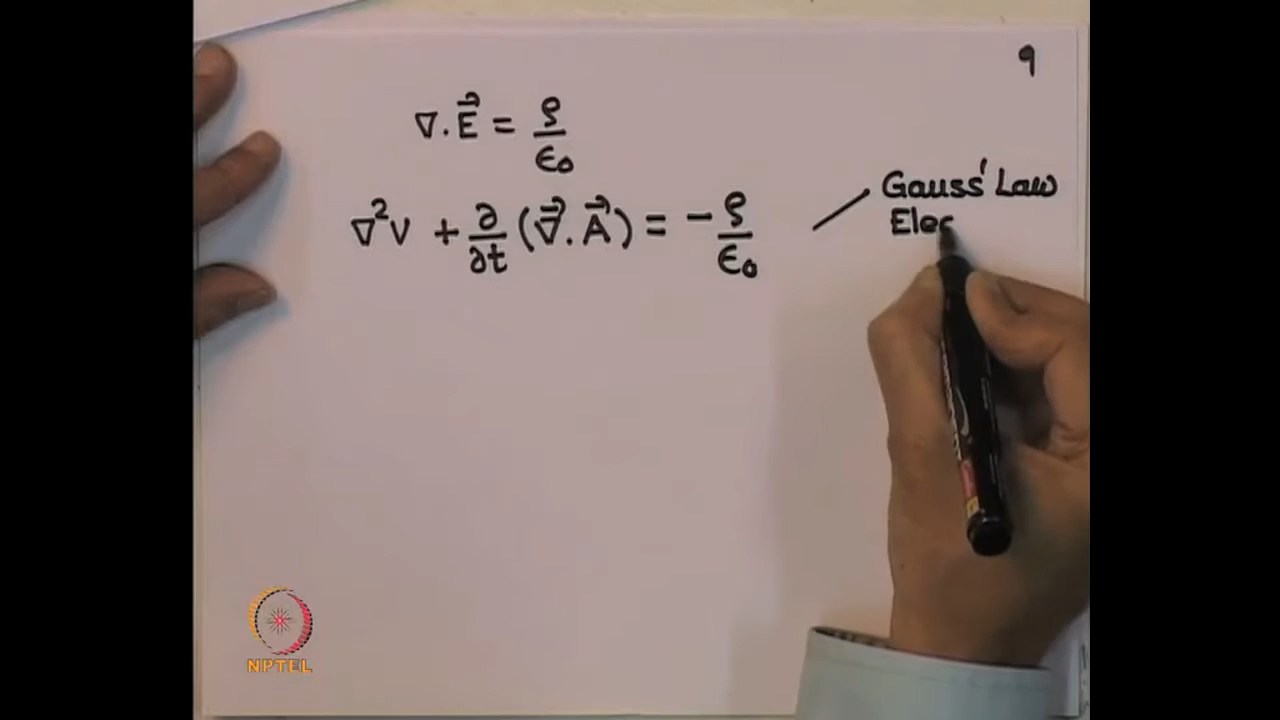 9
∇.E⃗ = ρ/ϵ₀
∇²V + ∂/∂t (∇⃗.A⃗) = -ρ/ϵ₀
Gauss' Law
Elec
NPTEL